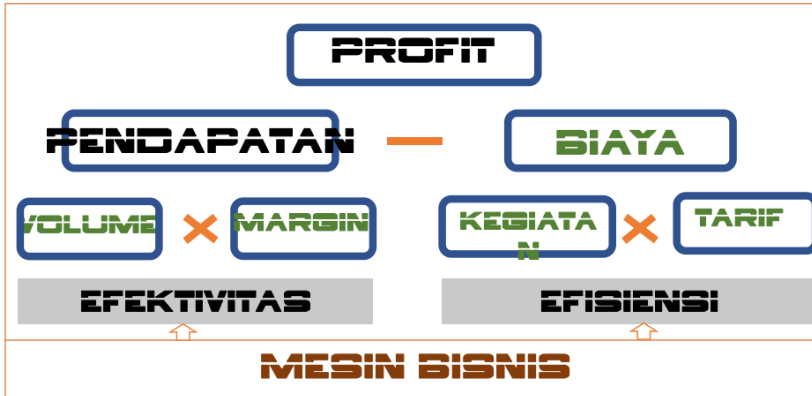 PROFIT
PENDAPATAN — BIAYA
VOLUME × MARGIN KEGIATA × TARIF
N
EFEKTIVITAS EFISIENSI
MESIN BISNIS